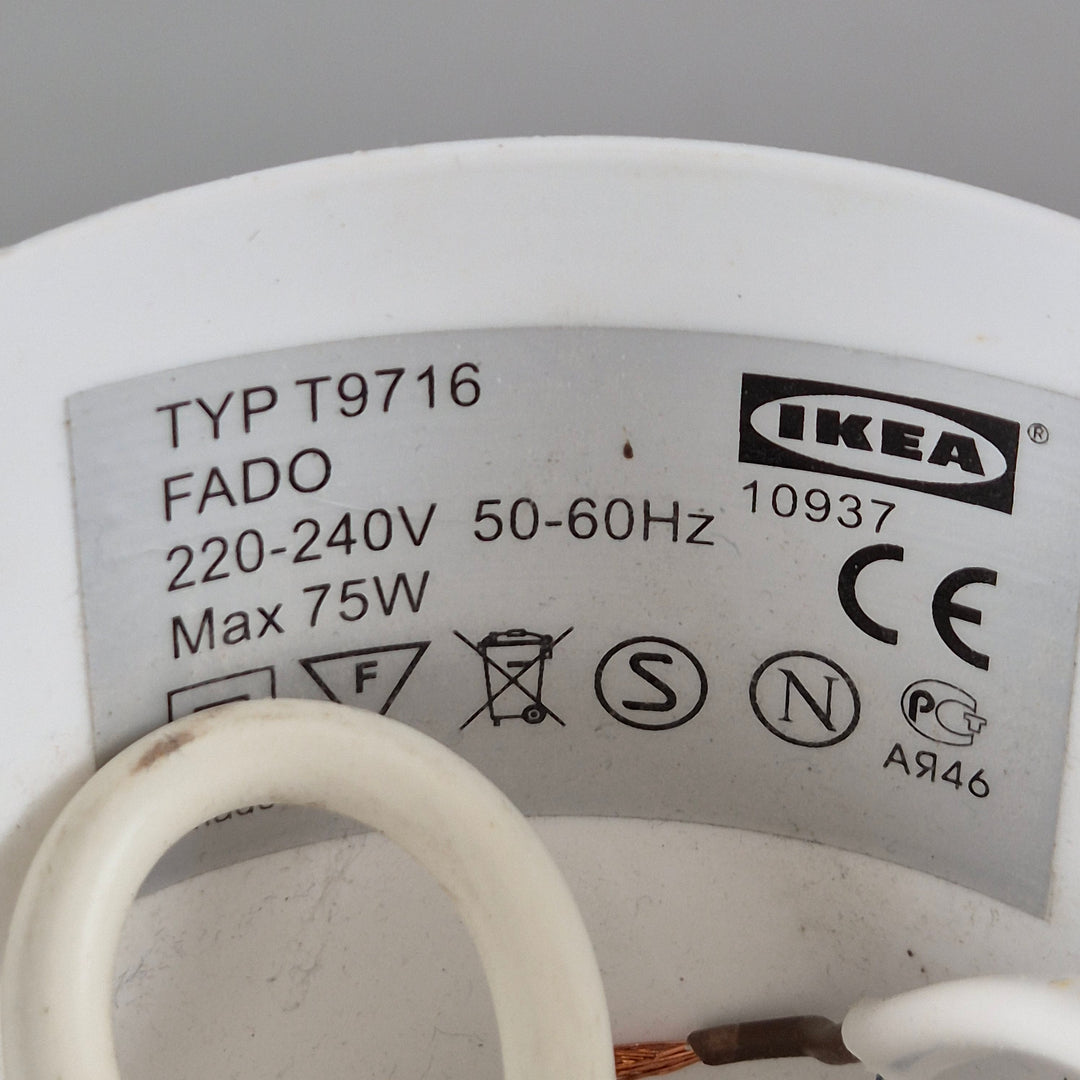 TYP T9716
FADO
220-240V 50-60Hz
Max 75W
IKEA®
10937
CE
F
S
N
PCT
АЯ46